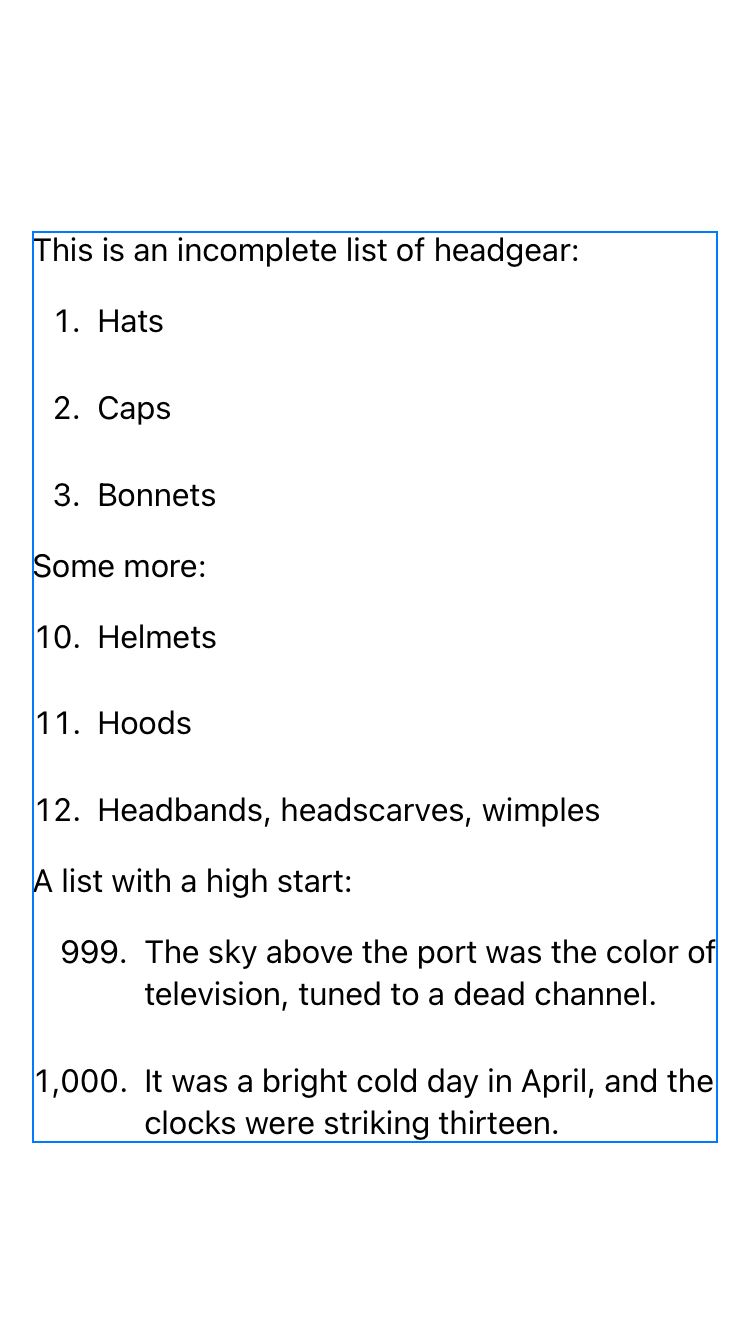 This is an incomplete list of headgear:
1. Hats
2. Caps
3. Bonnets
Some more:
10. Helmets
11. Hoods
12. Headbands, headscarves, wimples
A list with a high start:
999. The sky above the port was the color of
television, tuned to a dead channel.
1,000. It was a bright cold day in April, and the
clocks were striking thirteen.